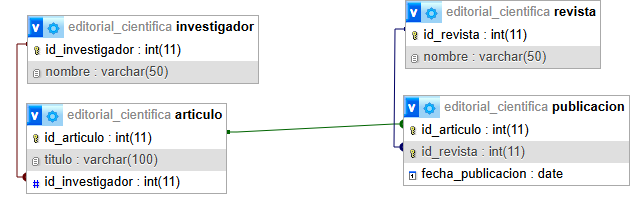 editorial_cientifica investigador
id_investigador : int(11)
nombre : varchar(50)
editorial_cientifica articulo
id_articulo : int(11)
titulo : varchar(100)
# id_investigador : int(11)
editorial_cientifica revista
id_revista : int(11)
nombre : varchar(50)
editorial_cientifica publicacion
id_articulo : int(11)
id_revista : int(11)
fecha_publicacion : date